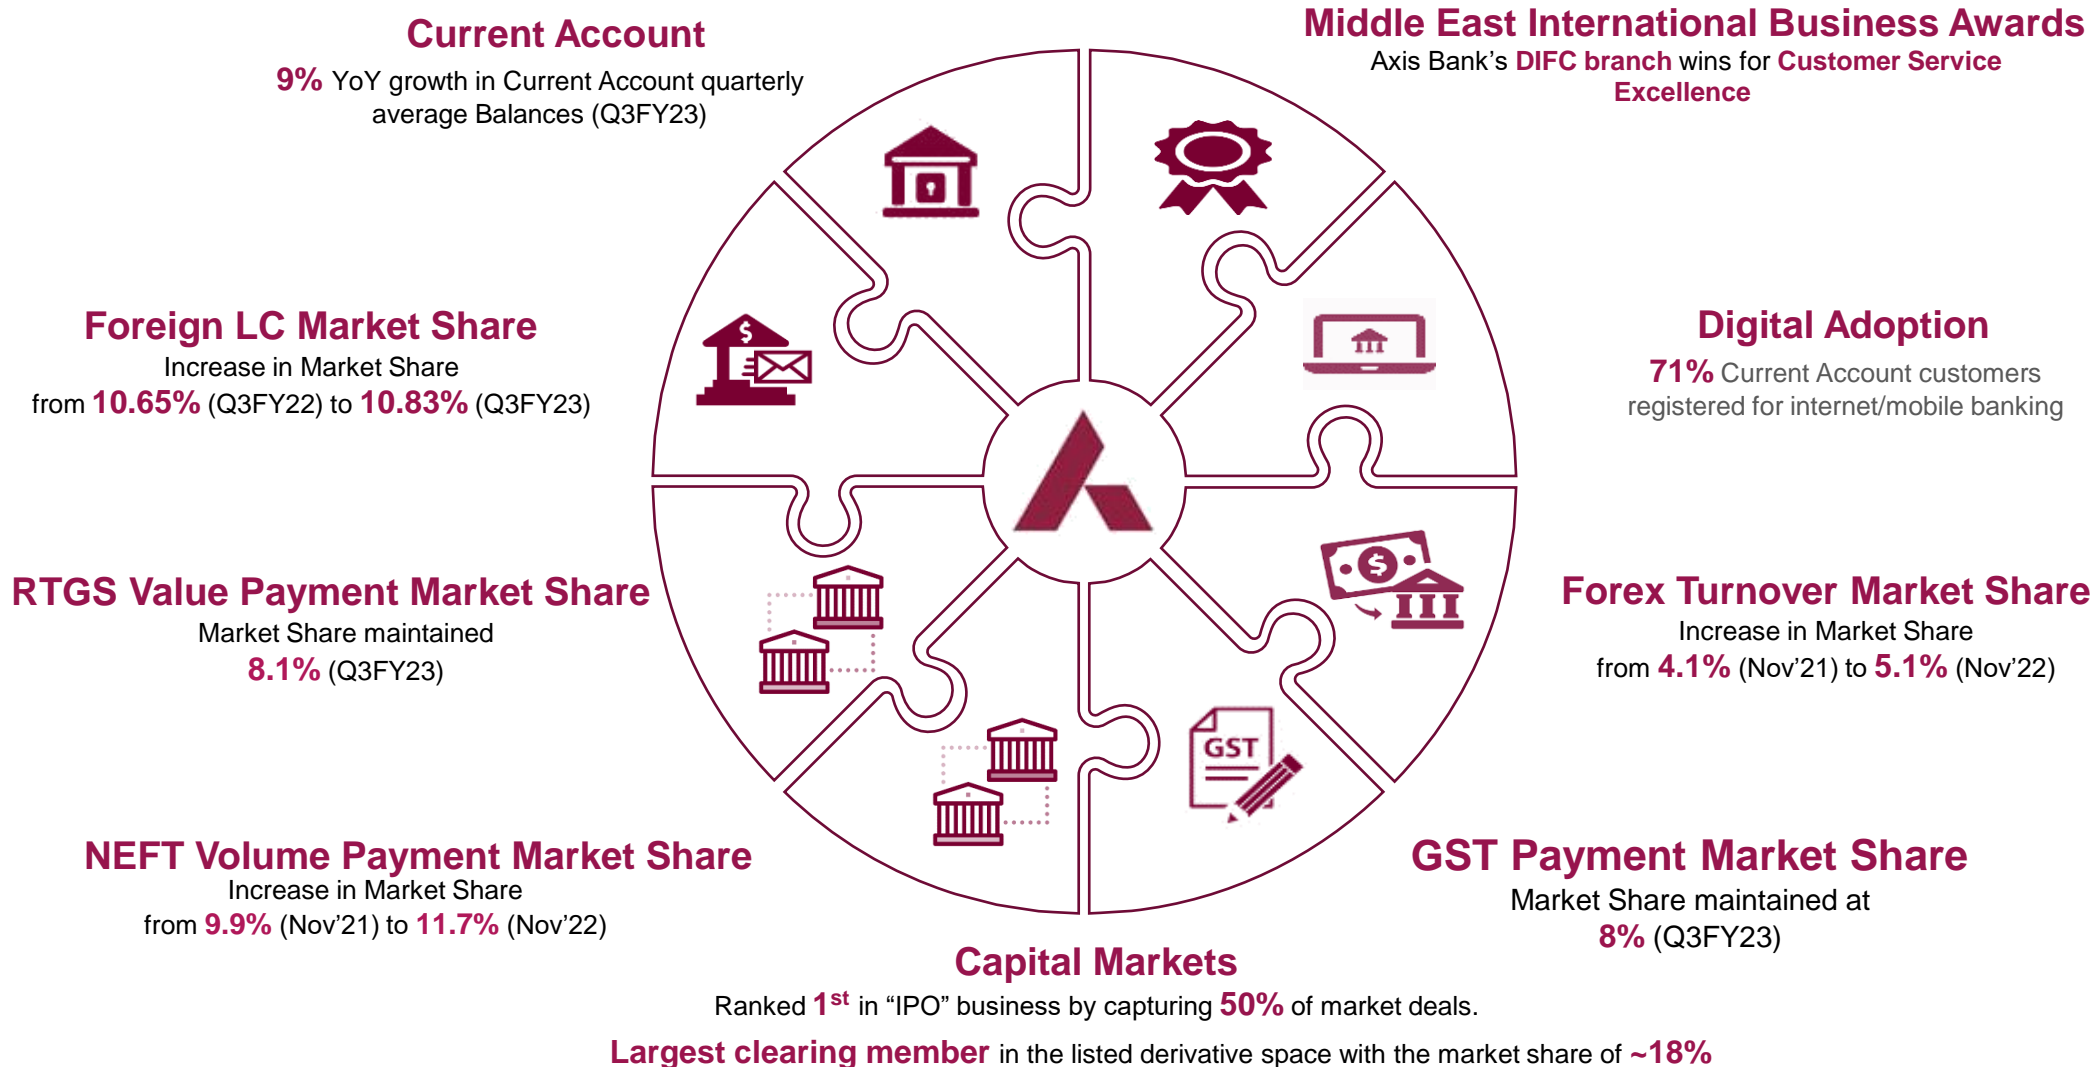 Current Account
9% YoY growth in Current Account quarterly
average Balances (Q3FY23)
Middle East International Business Awards
Axis Bank’s DIFC branch wins for Customer Service
Excellence
Foreign LC Market Share
Increase in Market Share
from 10.65% (Q3FY22) to 10.83% (Q3FY23)
Digital Adoption
71% Current Account customers
registered for internet/mobile banking
RTGS Value Payment Market Share
Market Share maintained
8.1% (Q3FY23)
Forex Turnover Market Share
Increase in Market Share
from 4.1% (Nov’21) to 5.1% (Nov’22)
GST
NEFT Volume Payment Market Share
Increase in Market Share
from 9.9% (Nov’21) to 11.7% (Nov’22)
GST Payment Market Share
Market Share maintained at
8% (Q3FY23)
Capital Markets
Ranked 1st in “IPO” business by capturing 50% of market deals.
Largest clearing member in the listed derivative space with the market share of ~18%